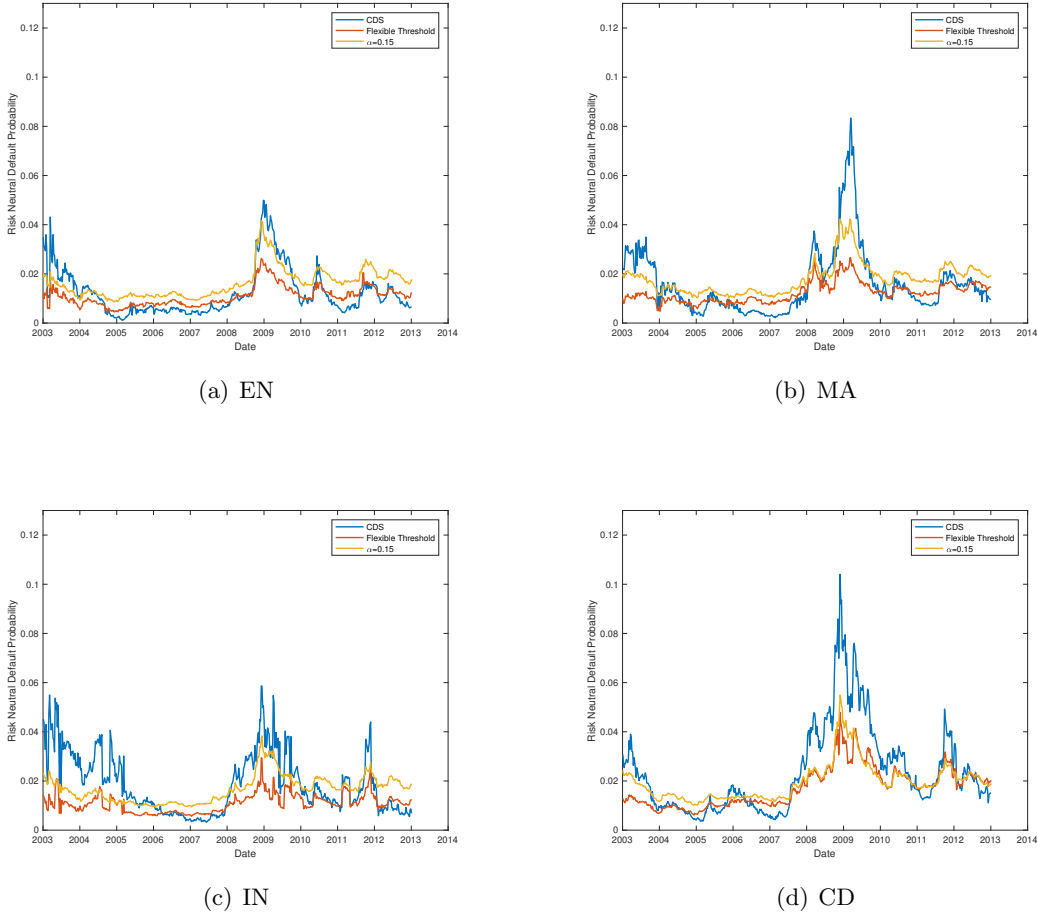 0.12
0.1
0.08
0.06
0.04
0.02
0
Risk Neutral Default Probability
2003 2004 2005 2006 2007 2008 2009 2010 2011 2012 2013 2014
Date
CDS
Flexible Threshold
α=0.15
(a) EN
0.12
0.1
0.08
0.06
0.04
0.02
0
Risk Neutral Default Probability
2003 2004 2005 2006 2007 2008 2009 2010 2011 2012 2013 2014
Date
CDS
Flexible Threshold
α=0.15
(b) MA
0.12
0.1
0.08
0.06
0.04
0.02
0
Risk Neutral Default Probability
2003 2004 2005 2006 2007 2008 2009 2010 2011 2012 2013 2014
Date
CDS
Flexible Threshold
α=0.15
(c) IN
0.12
0.1
0.08
0.06
0.04
0.02
0
Risk Neutral Default Probability
2003 2004 2005 2006 2007 2008 2009 2010 2011 2012 2013 2014
Date
CDS
Flexible Threshold
α=0.15
(d) CD